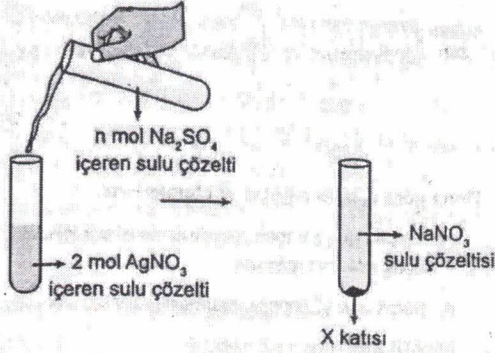 n mol Na₂SO₄
içeren sulu çözelti
2 mol AgNO₃
içeren sulu çözelti
NaNO₃
sulu çözeltisi
X katısı